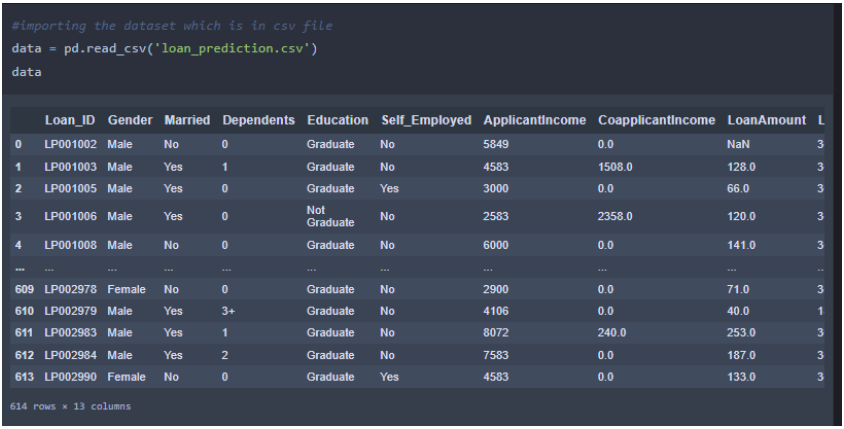 #importing the dataset which is in csv file
data = pd.read_csv('loan_prediction.csv')
data
Loan_ID Gender Married Dependents Education Self_Employed ApplicantIncome CoapplicantIncome LoanAmount L
0 LP001002 Male No 0 Graduate No 5849 0.0 NaN 3
1 LP001003 Male Yes 1 Graduate No 4583 1508.0 128.0 3
2 LP001005 Male Yes 0 Graduate Yes 3000 0.0 66.0 3
3 LP001006 Male Yes 0 Not Graduate No 2583 2358.0 120.0 3
4 LP001008 Male No 0 Graduate No 6000 0.0 141.0 3
... ... ... ... ... ... ... ... ... ... ..
609 LP002978 Female No 0 Graduate No 2900 0.0 71.0 3
610 LP002979 Male Yes 3+ Graduate No 4106 0.0 40.0 1
611 LP002983 Male Yes 1 Graduate No 8072 240.0 253.0 3
612 LP002984 Male Yes 2 Graduate No 7583 0.0 187.0 3
613 LP002990 Female No 0 Graduate Yes 4583 0.0 133.0 3
614 rows × 13 columns